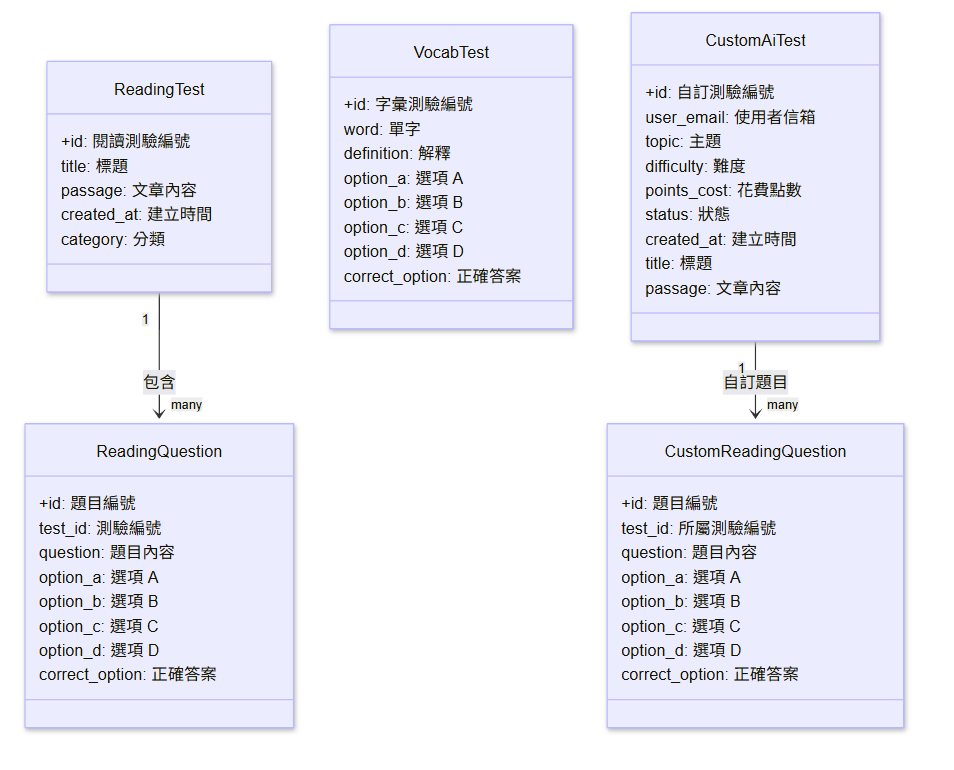 ReadingTest
+id: 閱讀測驗編號
title: 標題
passage: 文章內容
created_at: 建立時間
category: 分類
VocabTest
+id: 字彙測驗編號
word: 單字
definition: 解釋
option_a: 選項 A
option_b: 選項 B
option_c: 選項 C
option_d: 選項 D
correct_option: 正確答案
CustomAiTest
+id: 自訂測驗編號
user_email: 使用者信箱
topic: 主題
difficulty: 難度
points_cost: 花費點數
status: 狀態
created_at: 建立時間
title: 標題
passage: 文章內容
1
包含
many
1
自訂題目
many
ReadingQuestion
+id: 題目編號
test_id: 測驗編號
question: 題目內容
option_a: 選項 A
option_b: 選項 B
option_c: 選項 C
option_d: 選項 D
correct_option: 正確答案
CustomReadingQuestion
+id: 題目編號
test_id: 所屬測驗編號
question: 題目內容
option_a: 選項 A
option_b: 選項 B
option_c: 選項 C
option_d: 選項 D
correct_option: 正確答案